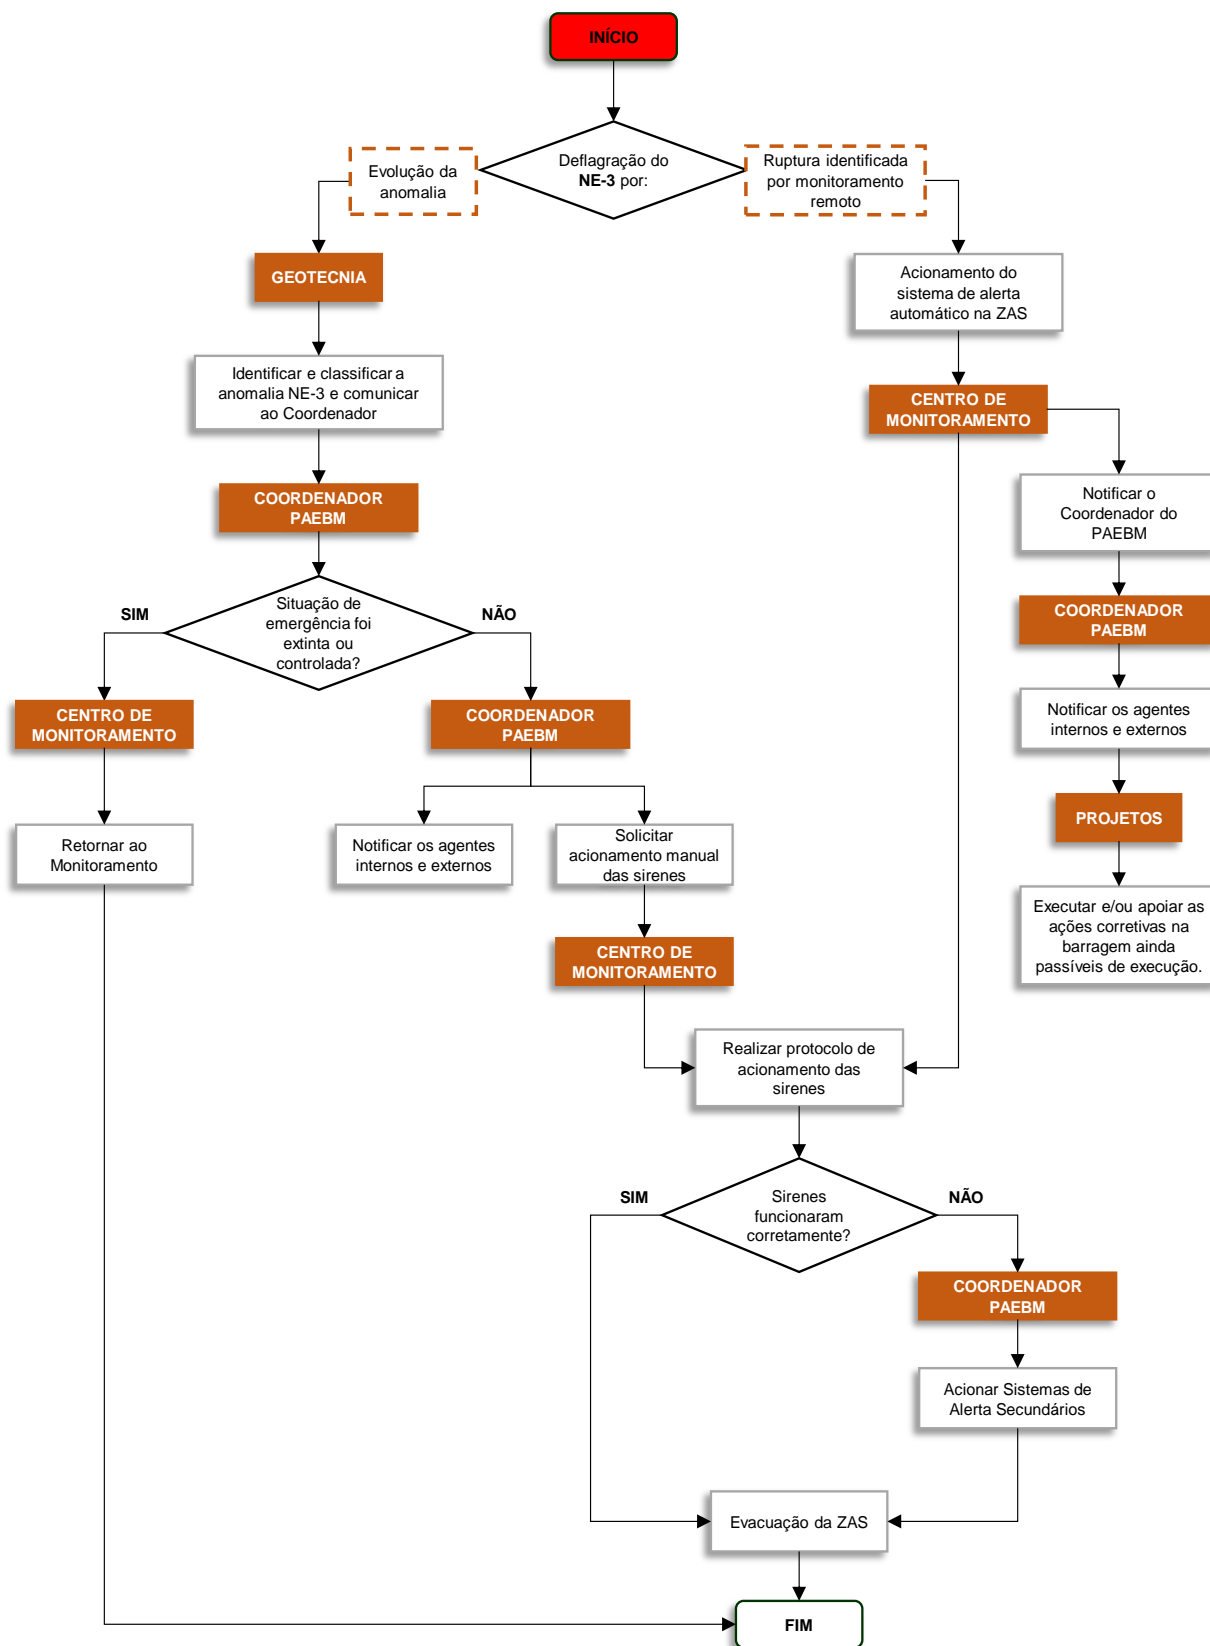 INÍCIO
Deflagração do
NE-3 por:
Evolução da
anomalia
Ruptura identificada
por monitoramento
remoto
GEOTECNIA
Acionamento do
sistema de alerta
automático na ZAS
Identificar e classificar a
anomalia NE-3 e comunicar
ao Coordenador
CENTRO DE
MONITORAMENTO
COORDENADOR
PAEBM
Notificar o
Coordenador do
PAEBM
SIM
Situação de
emergência foi
extinta ou
controlada?
NÃO
COORDENADOR
PAEBM
CENTRO DE
MONITORAMENTO
COORDENADOR
PAEBM
Notificar os agentes
internos e externos
PROJETOS
Retornar ao
Monitoramento
Notificar os agentes
internos e externos
Solicitar
acionamento manual
das sirenes
Executar e/ou apoiar as
ações corretivas na
barragem ainda
passíveis de execução.
CENTRO DE
MONITORAMENTO
Realizar protocolo de
acionamento das
sirenes
SIM
Sirenes
funcionaram
corretamente?
NÃO
COORDENADOR
PAEBM
Acionar Sistemas de
Alerta Secundários
Evacuação da ZAS
FIM